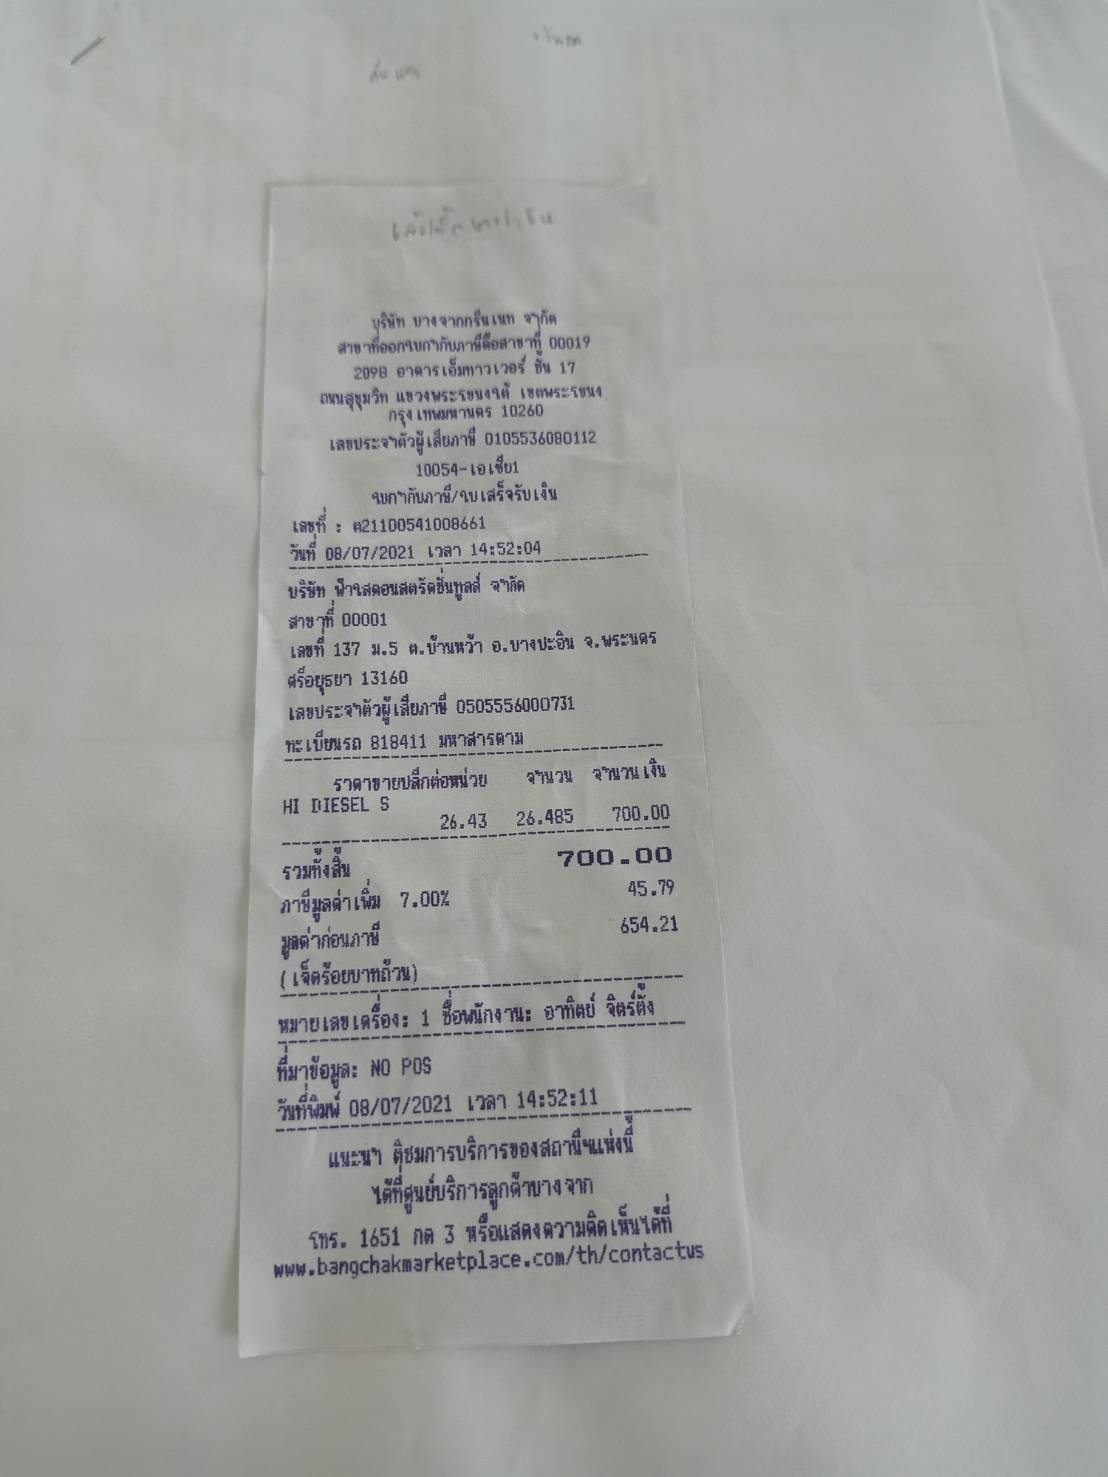 บริษัท บางจากกรีนเนท จำกัด
สาขาที่ออกใบกำกับภาษีคือสาขาที่ 00019
2098 อาคารเอ็มทาวเวอร์ ชั้น 17
ถนนสุขุมวิท แขวงพระโขนงใต้ เขตพระโขนง
กรุงเทพมหานคร 10260
เลขประจำตัวผู้เสียภาษี 0105536080112
10054-เอเชีย1
ใบกำกับภาษี/ใบเสร็จรับเงิน
เลขที่ : ค21100541008661
วันที่ 08/07/2021 เวลา 14:52:04
บริษัท ฟ้าใสคอนสตรัคชั่นทูลส์ จำกัด
สาขาที่ 00001
เลขที่ 137 ม.5 ต.บ้านหว้า อ.บางปะอิน จ.พระนคร
ศรีอยุธยา 13160
เลขประจำตัวผู้เสียภาษี 0505556000731
ทะเบียนรถ 818411 มหาสารคาม
ราคาขายปลีกต่อหน่วย จำนวน จำนวนเงิน
HI DIESEL S
26.43 26.485 700.00
รวมทั้งสิ้น 700.00
ภาษีมูลค่าเพิ่ม 7.00% 45.79
มูลค่าก่อนภาษี 654.21
(เจ็ดร้อยบาทถ้วน)
หมายเลขเครื่อง: 1 ชื่อพนักงาน: อาทิตย์ จิตร์ตั้ง
ที่มาข้อมูล: NO POS
วันที่พิมพ์ 08/07/2021 เวลา 14:52:11
แนะนำ ติชมการบริการของสถานีฯแห่งนี้
ได้ที่ศูนย์บริการลูกค้าบางจาก
โทร. 1651 กด 3 หรือแสดงความคิดเห็นได้ที่
www.bangchakmarketplace.com/th/contactus